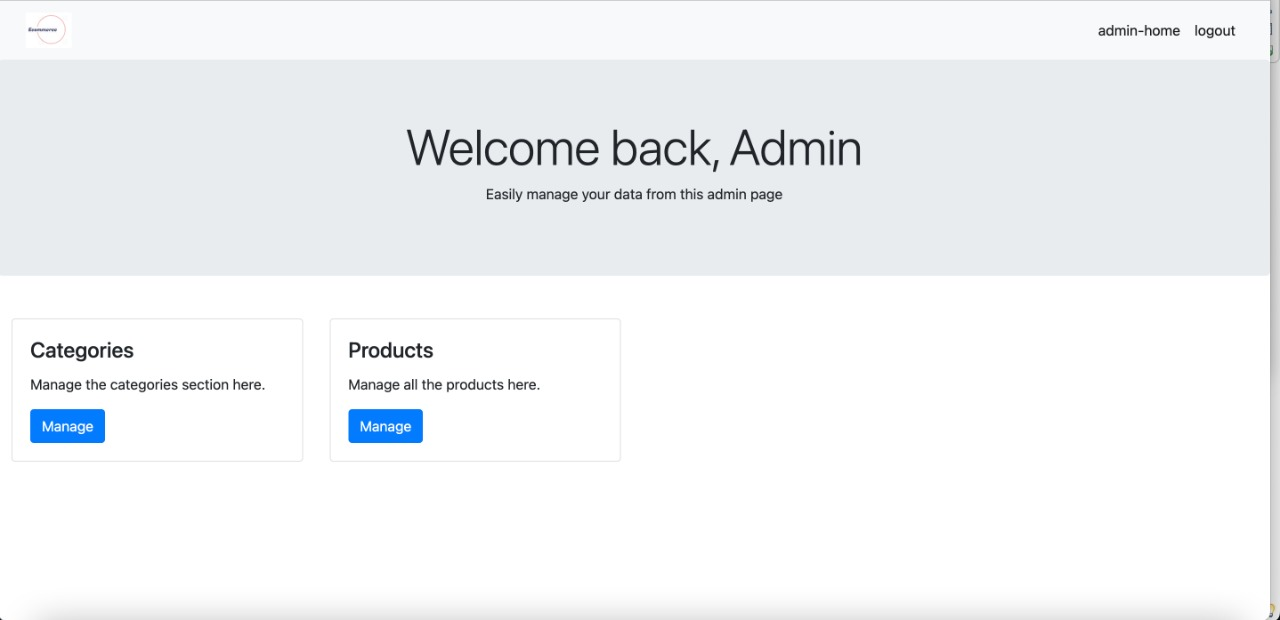 Ecommerce
admin-home logout
Welcome back, Admin
Easily manage your data from this admin page
Categories
Manage the categories section here.
Manage
Products
Manage all the products here.
Manage